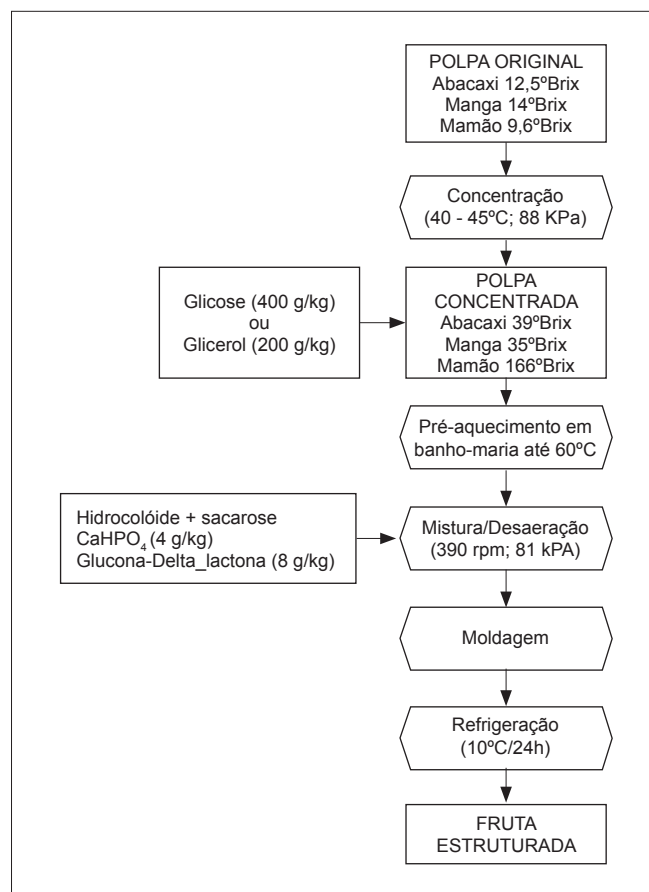 POLPA ORIGINAL
Abacaxi 12,5ºBrix
Manga 14ºBrix
Mamão 9,6ºBrix
Concentração
(40 - 45ºC; 88 KPa)
Glicose (400 g/kg)
ou
Glicerol (200 g/kg)
POLPA
CONCENTRADA
Abacaxi 39ºBrix
Manga 35ºBrix
Mamão 166ºBrix
Pré-aquecimento em
banho-maria até 60ºC
Hidrocolóide + sacarose
CaHPO₄ (4 g/kg)
Glucona-Delta_lactona (8 g/kg)
Mistura/Desaeração
(390 rpm; 81 kPA)
Moldagem
Refrigeração
(10ºC/24h)
FRUTA
ESTRUTURADA